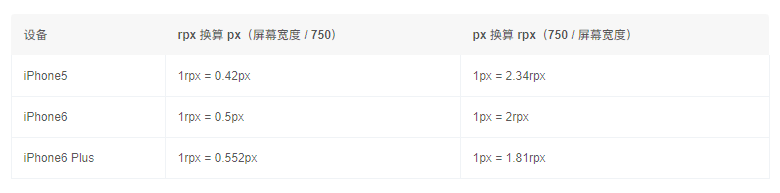 设备 rpx 换算 px（屏幕宽度 / 750） px 换算 rpx（750 / 屏幕宽度）
iPhone5 1rpx = 0.42px 1px = 2.34rpx
iPhone6 1rpx = 0.5px 1px = 2rpx
iPhone6 Plus 1rpx = 0.552px 1px = 1.81rpx